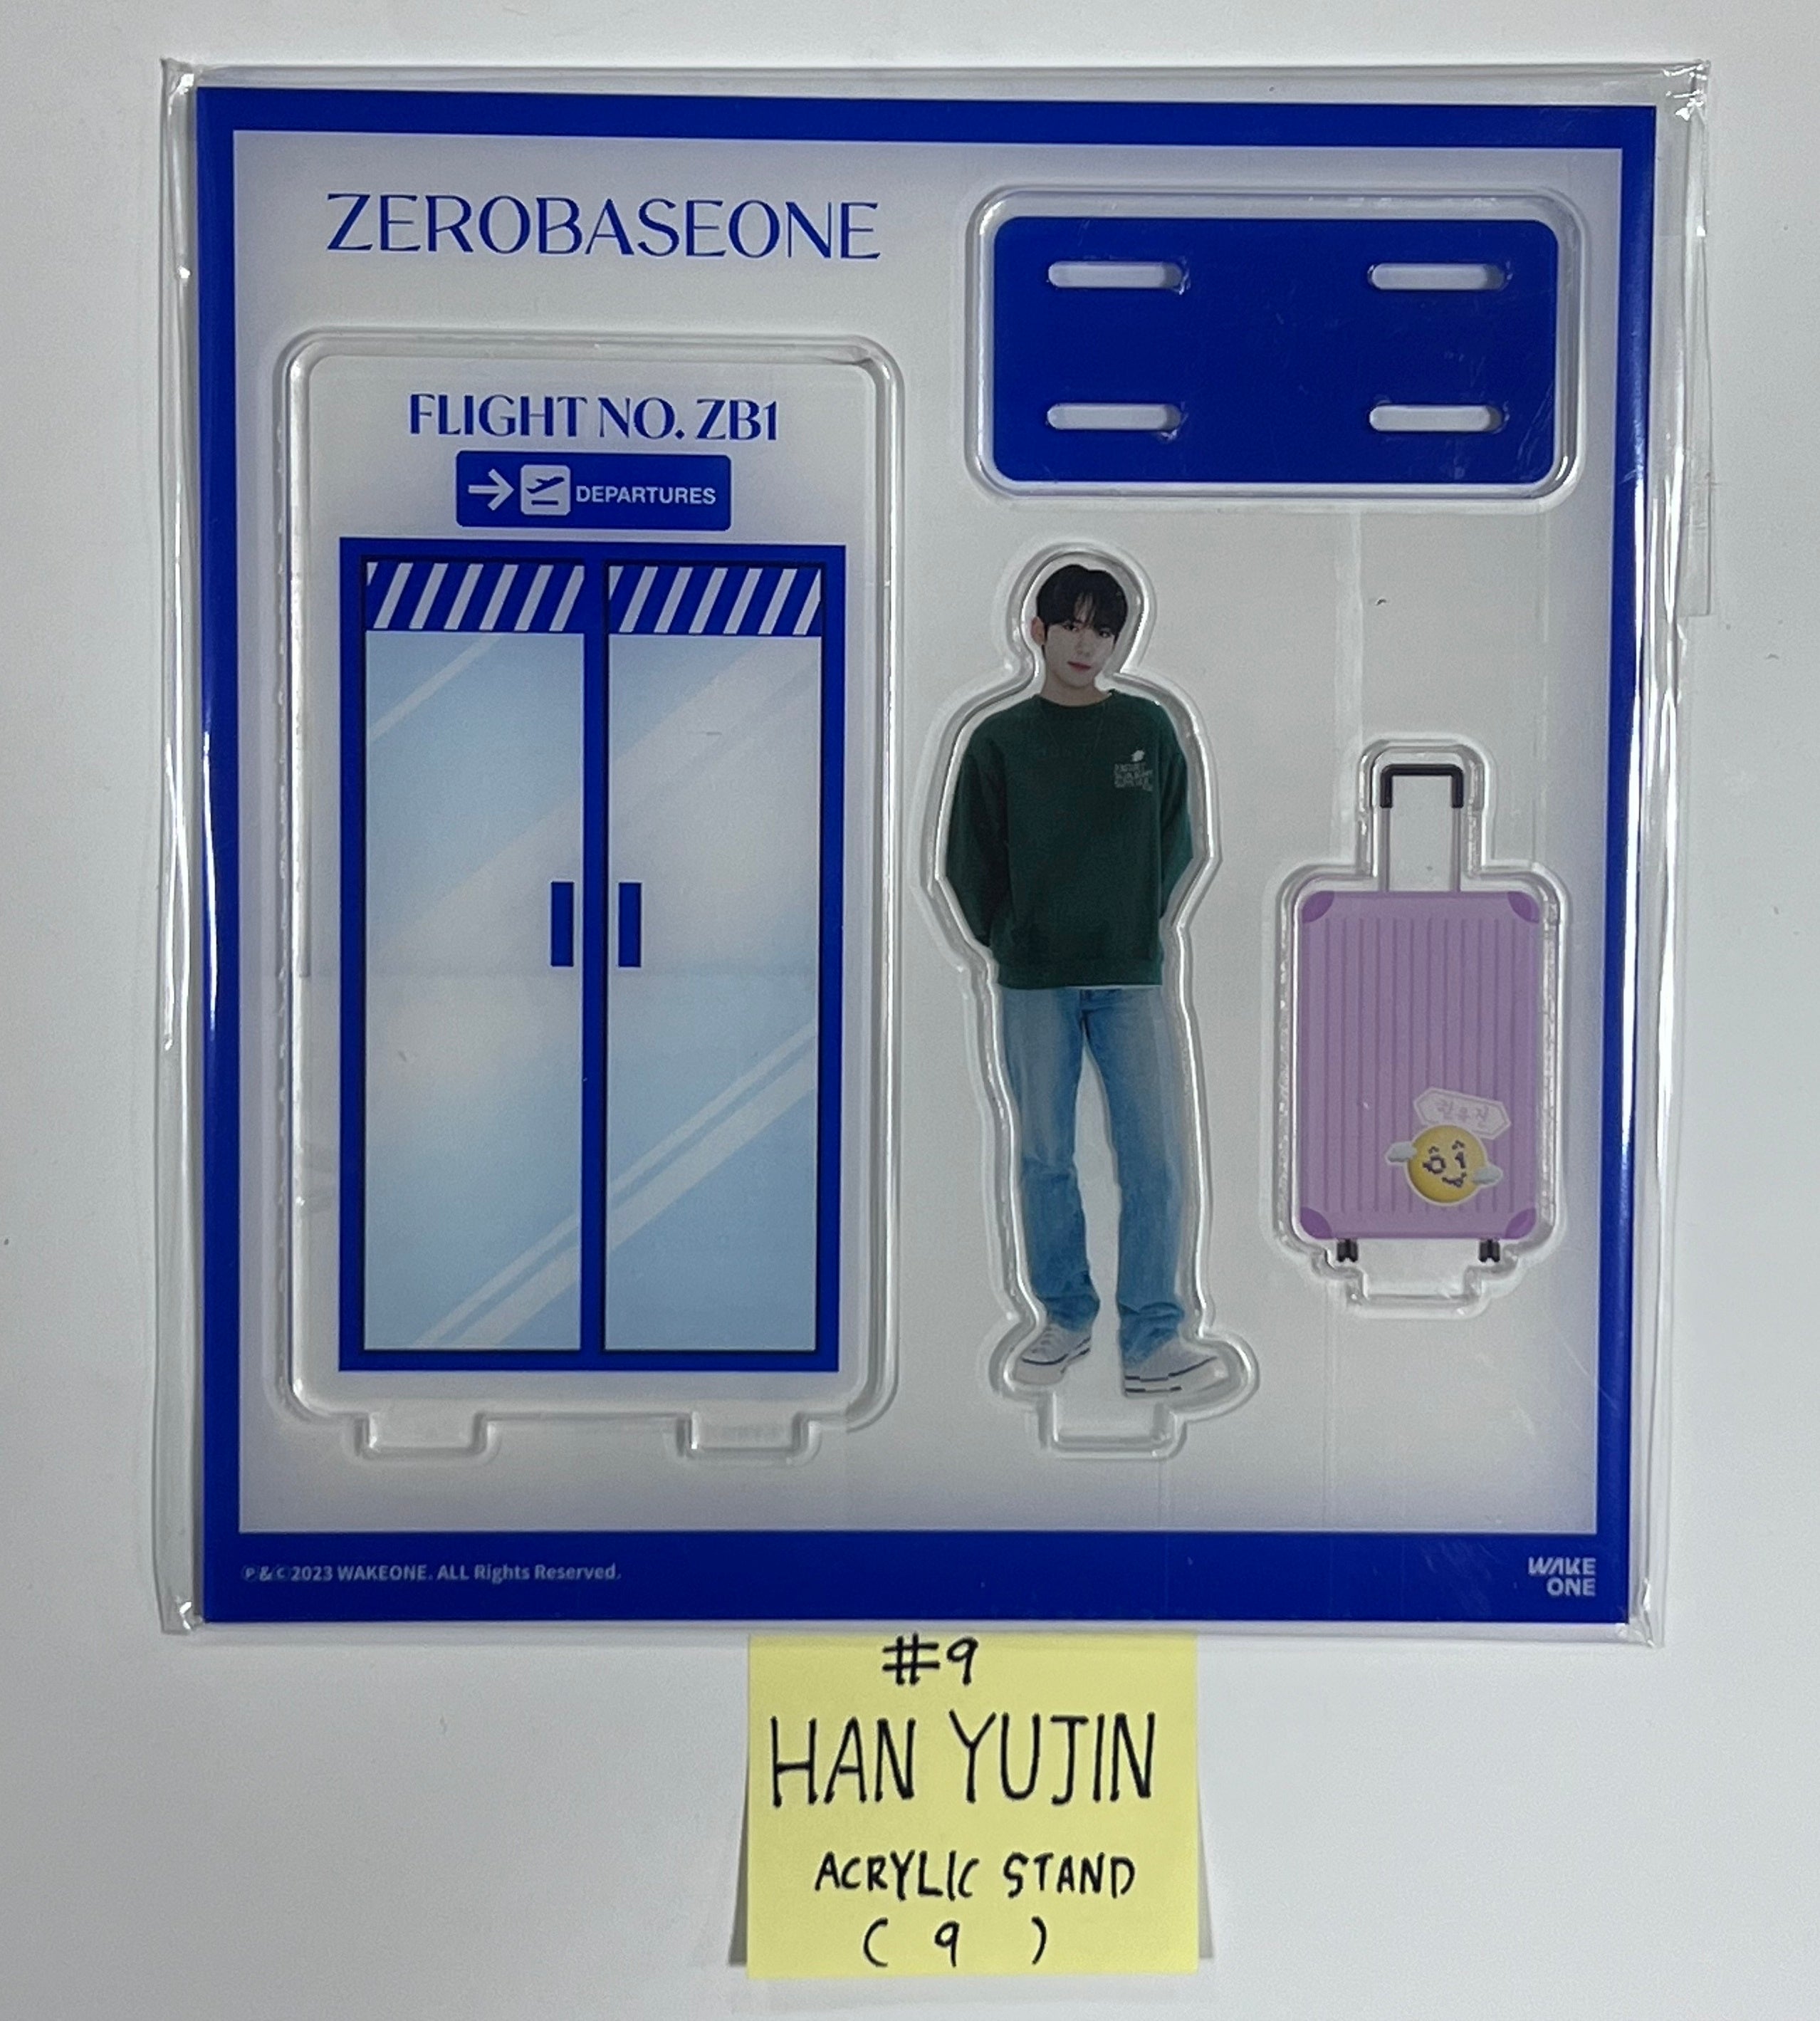 ZEROBASEONE
FLIGHT NO. ZB1
DEPARTURES
한유진
Ⓟ&Ⓒ2023 WAKEONE. ALL Rights Reserved.
WAKE
ONE
#9
HAN YUJIN
ACRYLIC STAND
( 9 )